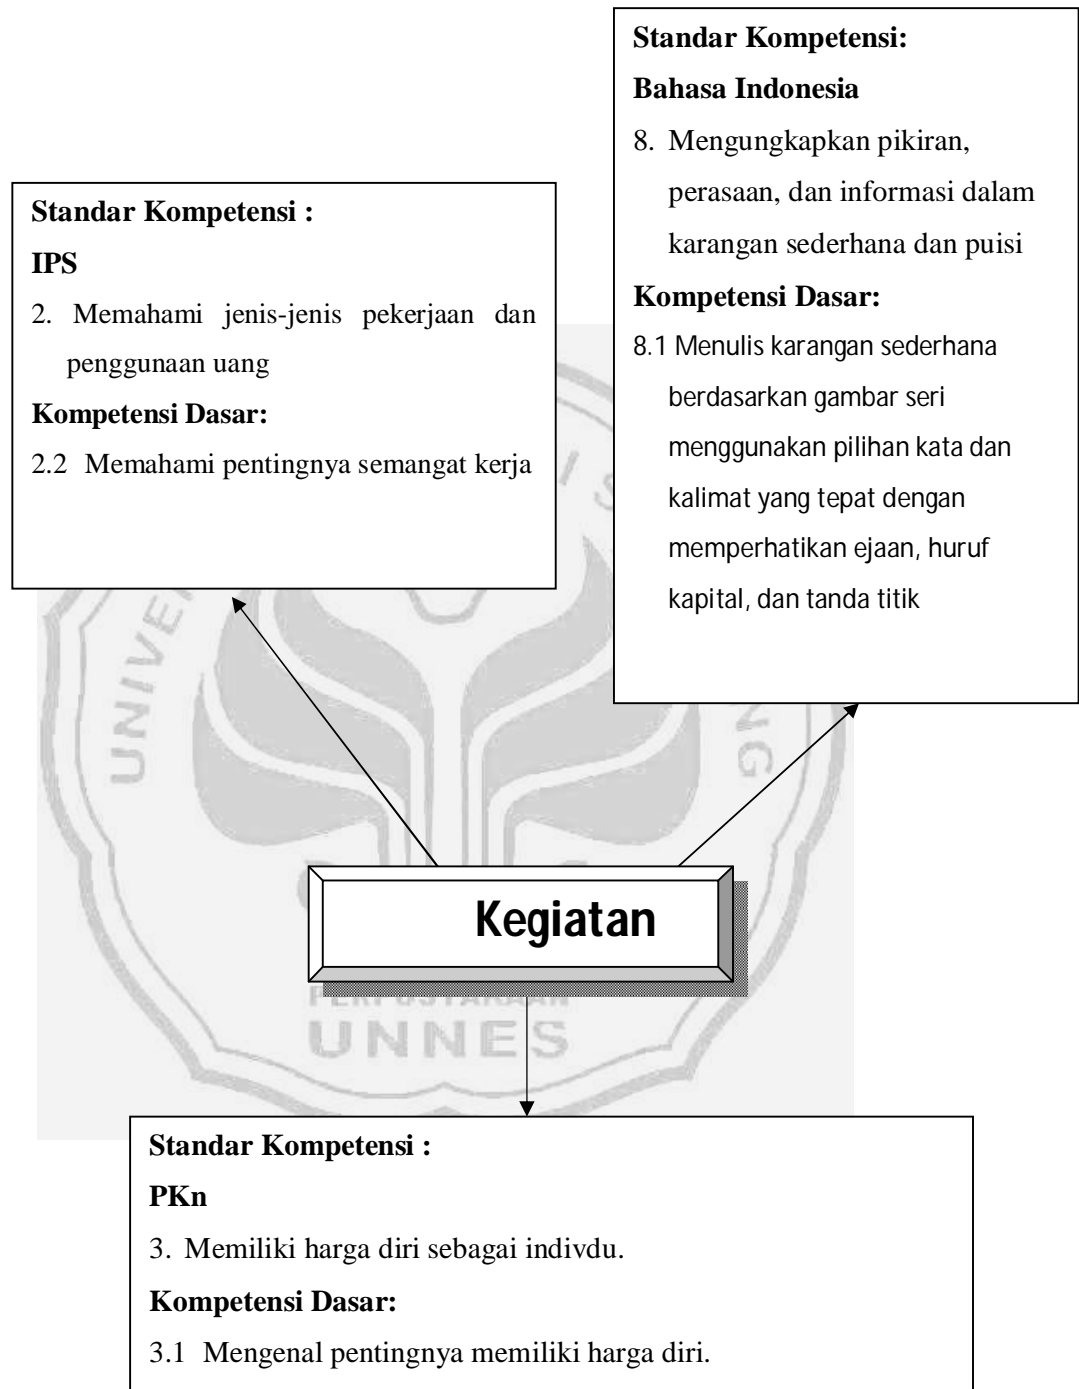 Standar Kompetensi:
Bahasa Indonesia
8. Mengungkapkan pikiran,
perasaan, dan informasi dalam
karangan sederhana dan puisi
Kompetensi Dasar:
8.1 Menulis karangan sederhana
berdasarkan gambar seri
menggunakan pilihan kata dan
kalimat yang tepat dengan
memperhatikan ejaan, huruf
kapital, dan tanda titik
Standar Kompetensi :
IPS
2. Memahami jenis-jenis pekerjaan dan
penggunaan uang
Kompetensi Dasar:
2.2 Memahami pentingnya semangat kerja
Kegiatan
PERPUSTAKAAN
UNNES
Standar Kompetensi :
PKn
3. Memiliki harga diri sebagai indivdu.
Kompetensi Dasar:
3.1 Mengenal pentingnya memiliki harga diri.